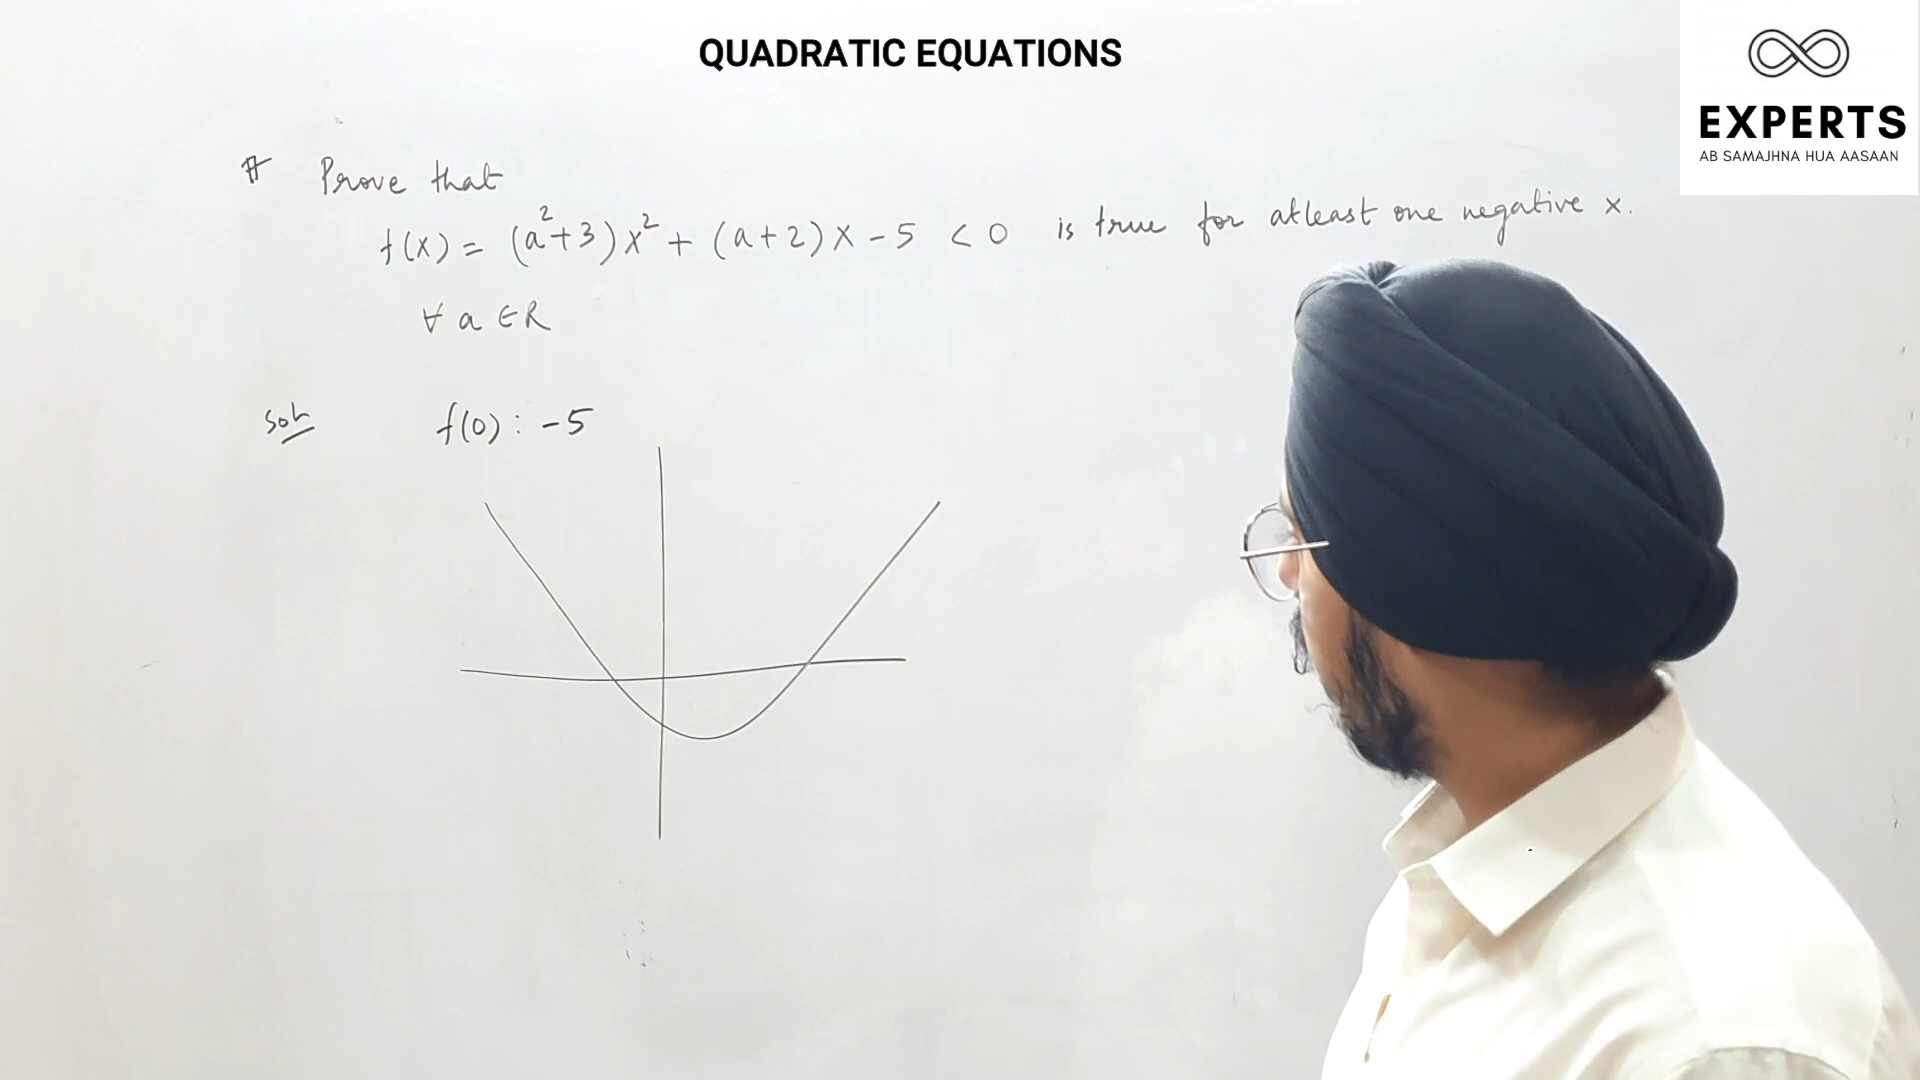 QUADRATIC EQUATIONS
EXPERTS
AB SAMAJHNA HUA AASAAN
# Prove that
f(x) = (a²+3)x² + (a+2)x - 5 < 0 is true for atleast one negative x.
∀ a ∈ R
Soln f(0) : -5